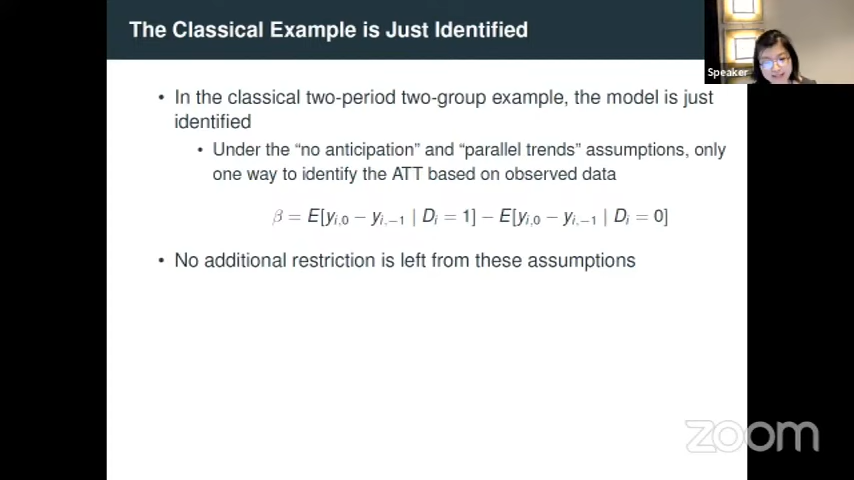 The Classical Example is Just Identified
Speaker
• In the classical two-period two-group example, the model is just
identified
• Under the “no anticipation” and “parallel trends” assumptions, only
one way to identify the ATT based on observed data
β = E[y_{i,0} − y_{i,−1} | D_i = 1] − E[y_{i,0} − y_{i,−1} | D_i = 0]
• No additional restriction is left from these assumptions
zoom